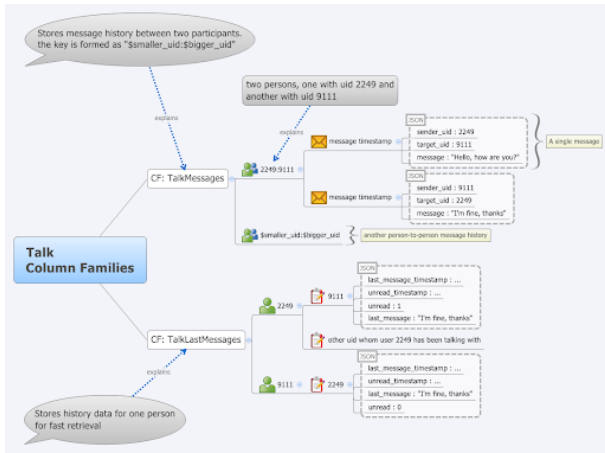 Stores message history between two participants.
the key is formed as "$smaller_uid:$bigger_uid"
two persons, one with uid 2249 and
another with uid 9111
explains
explains
JSON
sender_uid : 2249
target_uid : 9111
message : "Hello, how are you?"
A single message
message timestamp
2249:9111
CF: TalkMessages
JSON
sender_uid : 9111
target_uid : 2249
message : "I'm fine, thanks"
message timestamp
$smaller_uid:$bigger_uid
another person-to-person message history
Talk
Column Families
JSON
last_message_timestamp : ...
unread_timestamp : ...
unread : 1
last_message : "I'm fine, thanks"
9111
2249
other uid whom user 2249 has been talking with
CF: TalkLastMessages
JSON
last_message_timestamp : ...
unread_timestamp : ...
last_message : "I'm fine, thanks"
unread : 0
9111
2249
explains
Stores history data for one person
for fast retrieval